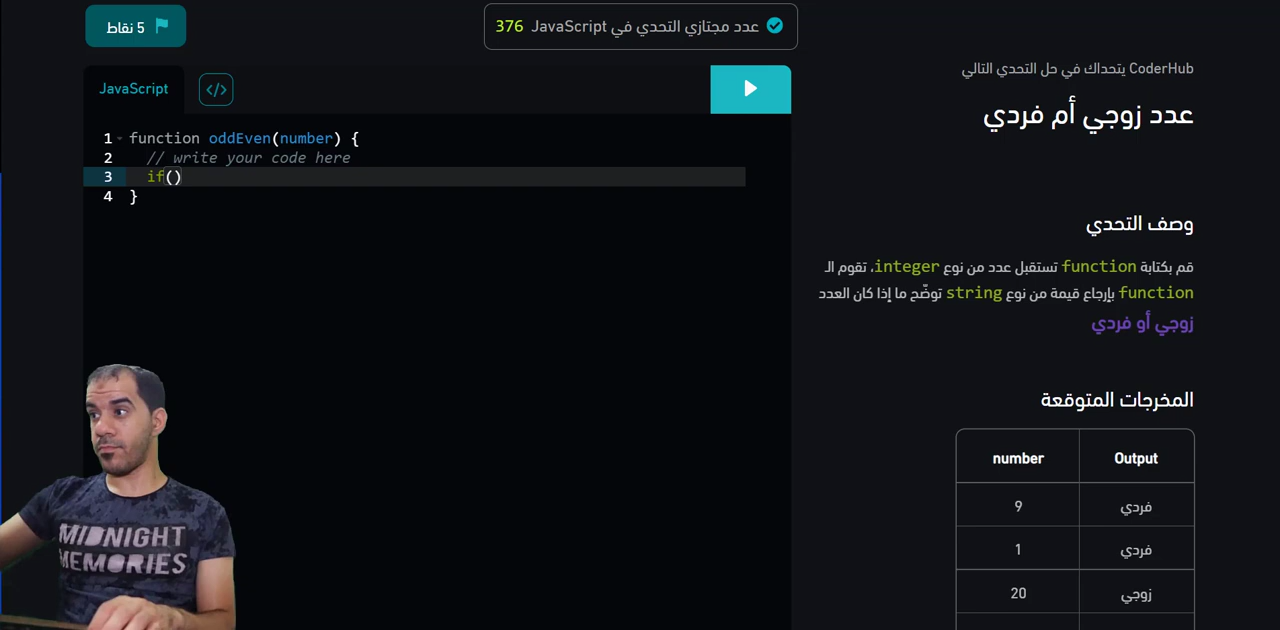 5 نقاط
عدد مجتازي التحدي في JavaScript 376
CoderHub يتحداك في حل التحدي التالي
عدد زوجي أم فردي
وصف التحدي
قم بكتابة function تستقبل عدد من نوع integer، تقوم الـ
function بإرجاع قيمة من نوع string توضّح ما إذا كان العدد
زوجي أو فردي
المخرجات المتوقعة
number Output
9 فردي
1 فردي
20 زوجي
JavaScript </>
1 function oddEven(number) {
2 // write your code here
3 if()
4 }
MIDNIGHT
MEMORIES